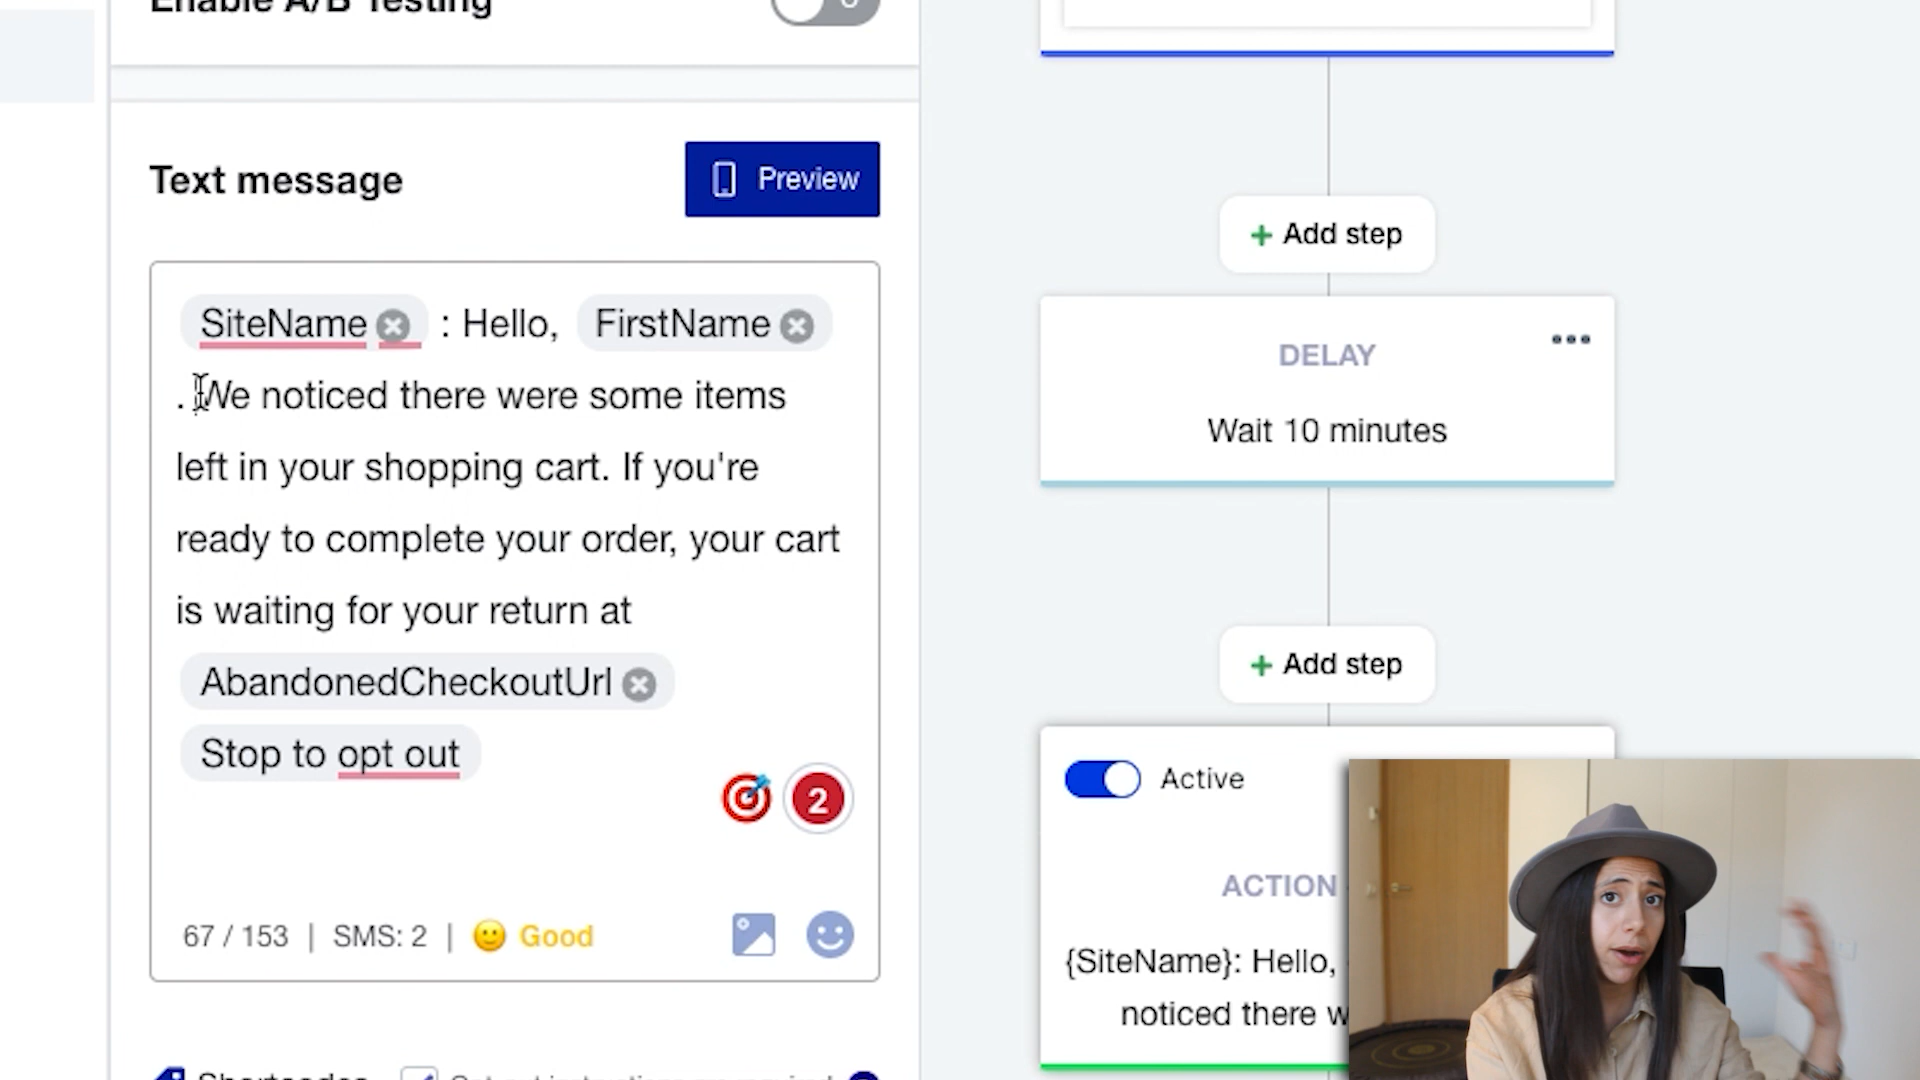 Enable A/B Testing
Text message
Preview
SiteName : Hello, FirstName
. We noticed there were some items
left in your shopping cart. If you're
ready to complete your order, your cart
is waiting for your return at
AbandonedCheckoutUrl
Stop to opt out
2
67 / 153 | SMS: 2 | Good
Shortcodes
+ Add step
DELAY
Wait 10 minutes
+ Add step
Active
ACTION
{SiteName}: Hello,
noticed there w